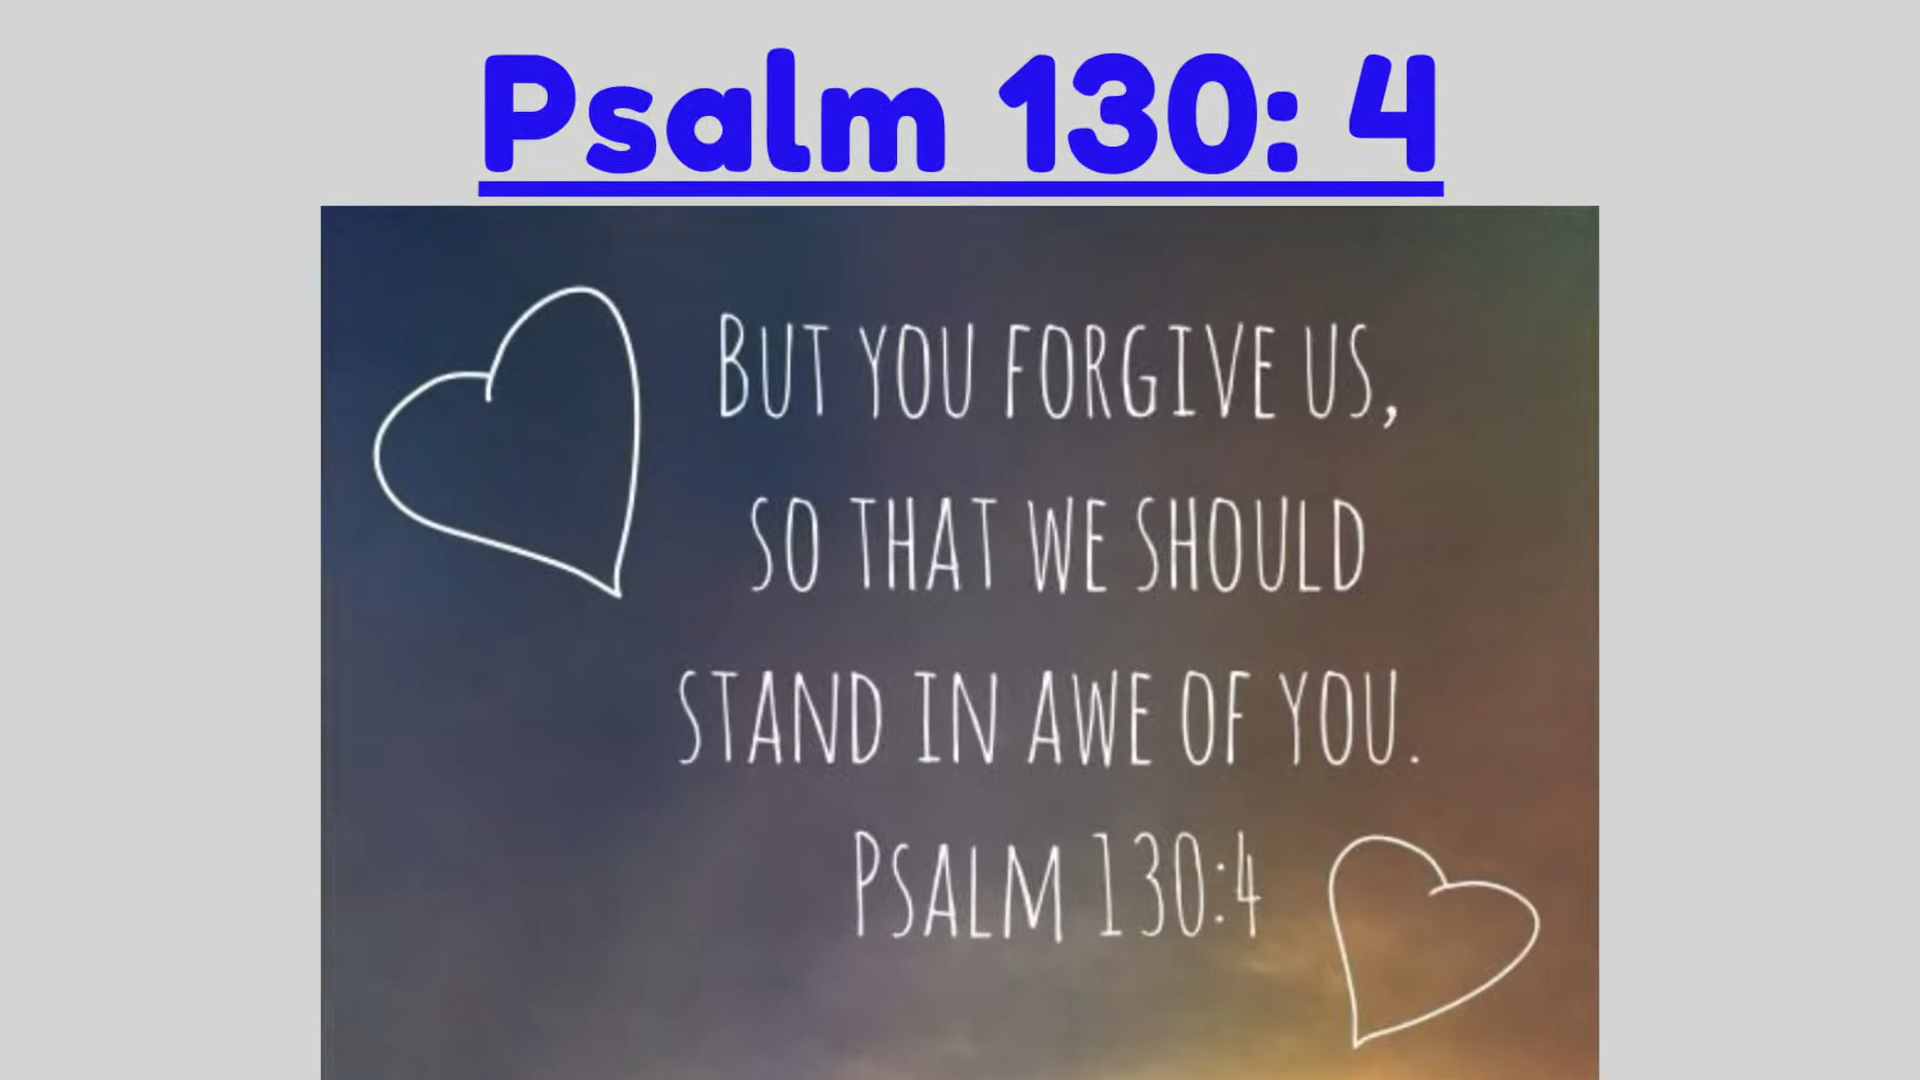 Psalm 130: 4
BUT YOU FORGIVE US,
SO THAT WE SHOULD
STAND IN AWE OF YOU.
PSALM 130:4